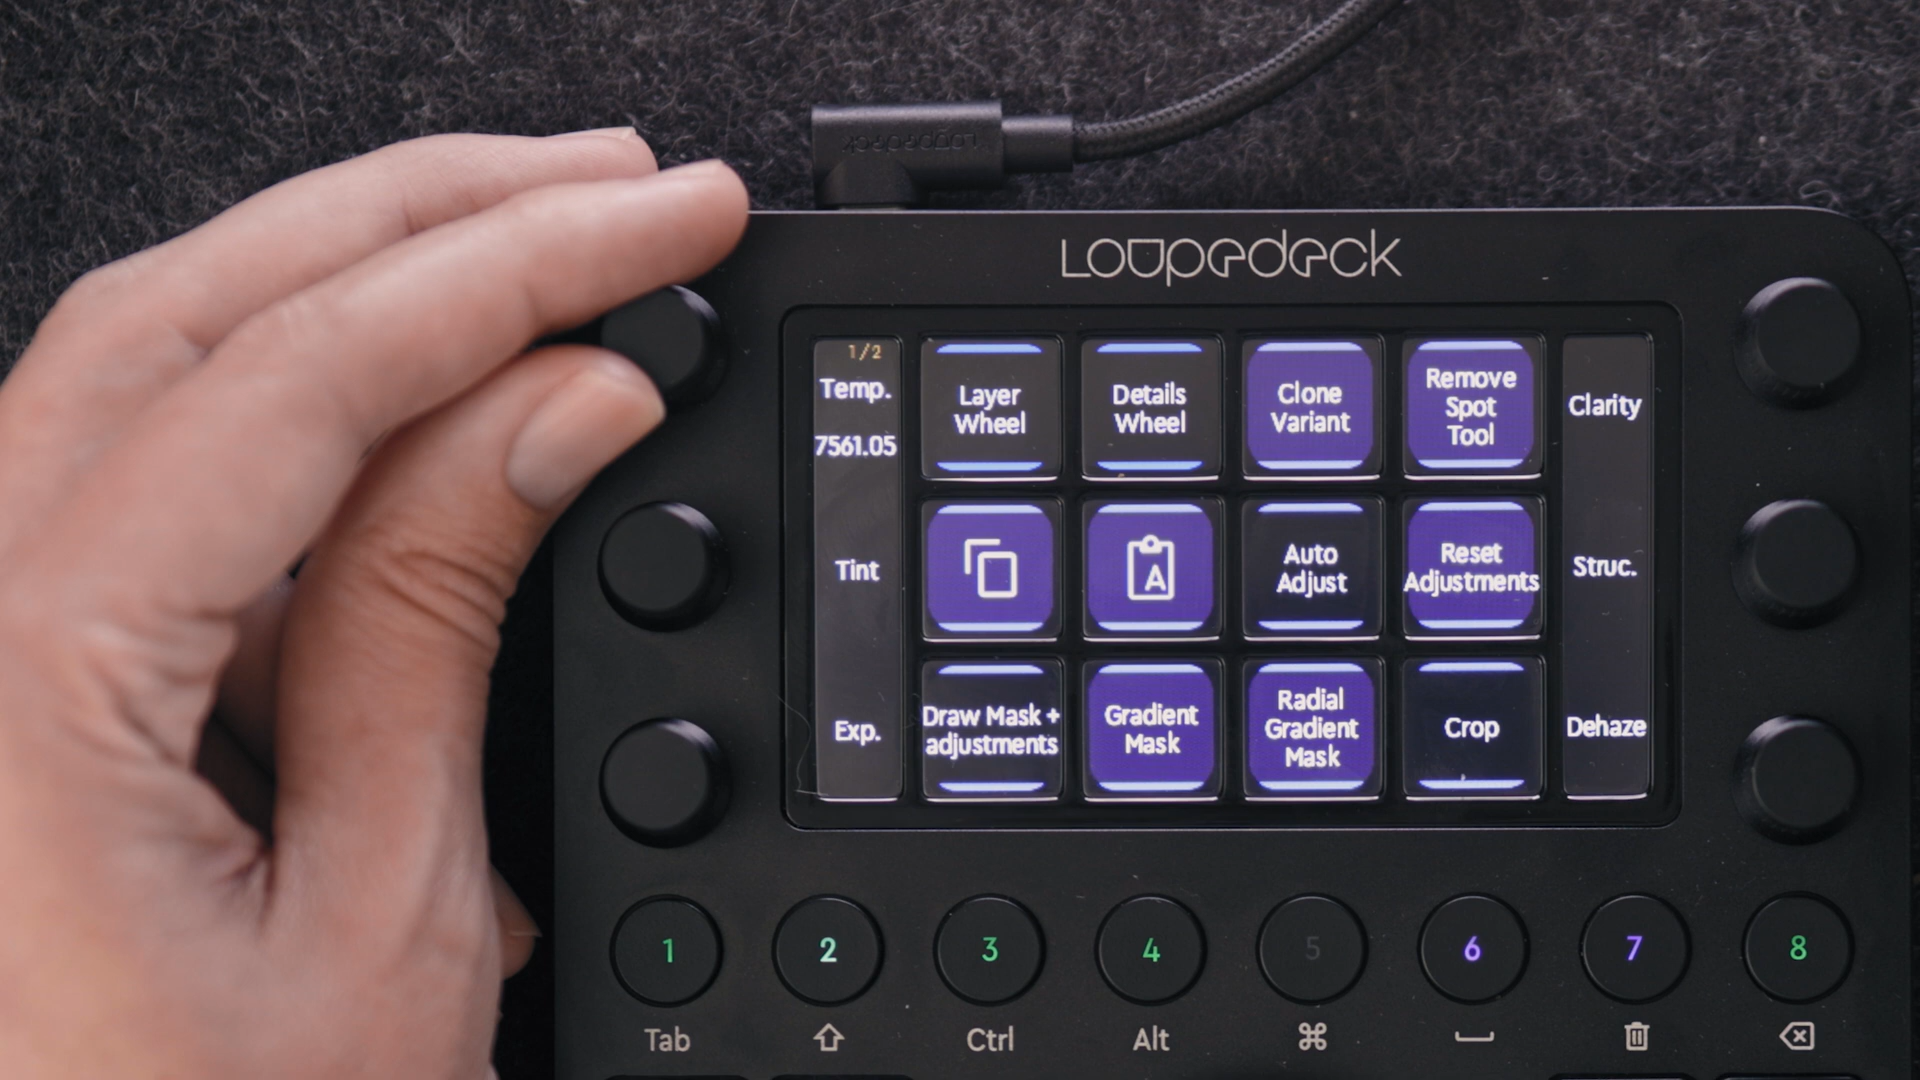 Loupedeck
Loupedeck
1/2
Temp.
7561.05
Tint
Exp.
Layer
Wheel
Details
Wheel
Clone
Variant
Remove
Spot
Tool
A
Auto
Adjust
Reset
Adjustments
Draw Mask +
adjustments
Gradient
Mask
Radial
Gradient
Mask
Crop
Clarity
Struc.
Dehaze
1 2 3 4 5 6 7 8
Tab ⇧ Ctrl Alt ⌘